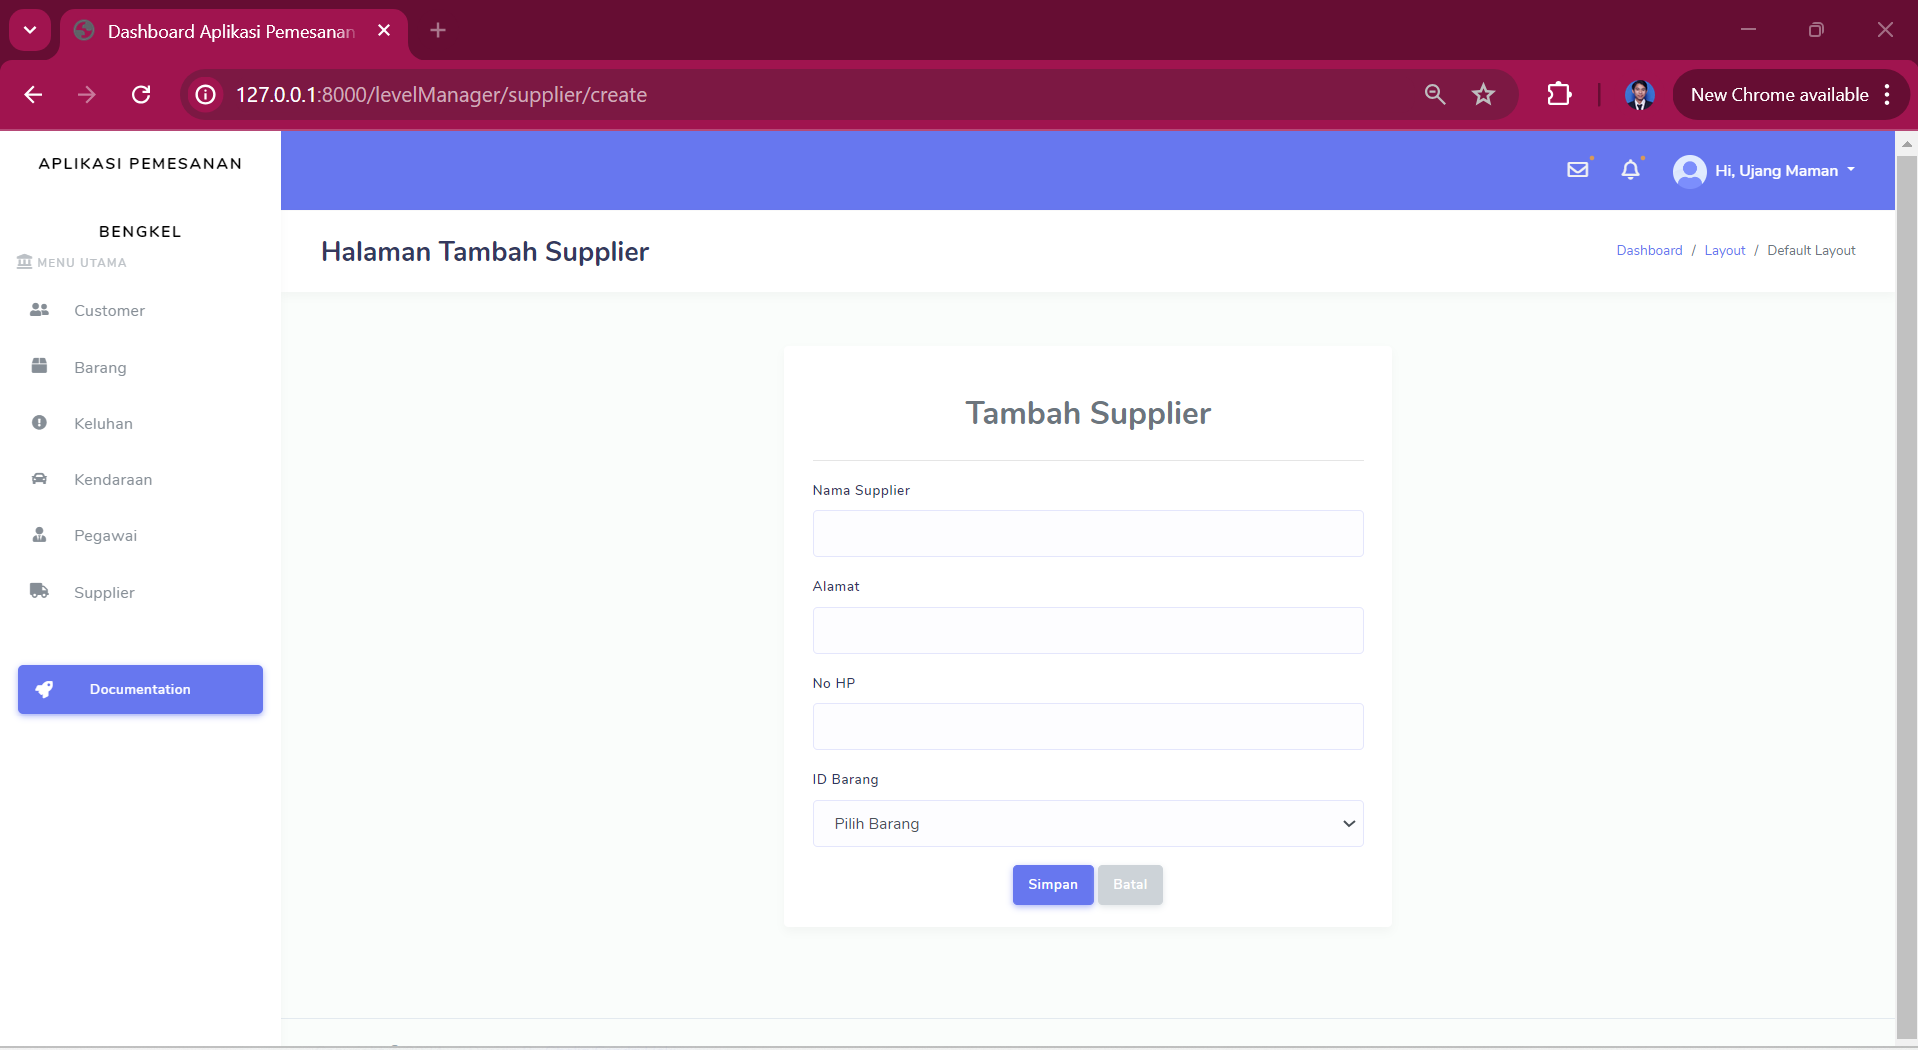 Dashboard Aplikasi Pemesanan
127.0.0.1:8000/levelManager/supplier/create
New Chrome available
APLIKASI PEMESANAN
BENGKEL
MENU UTAMA
Customer
Barang
Keluhan
Kendaraan
Pegawai
Supplier
Documentation
Hi, Ujang Maman
Halaman Tambah Supplier
Dashboard / Layout / Default Layout
Tambah Supplier
Nama Supplier
Alamat
No HP
ID Barang
Pilih Barang
Simpan Batal